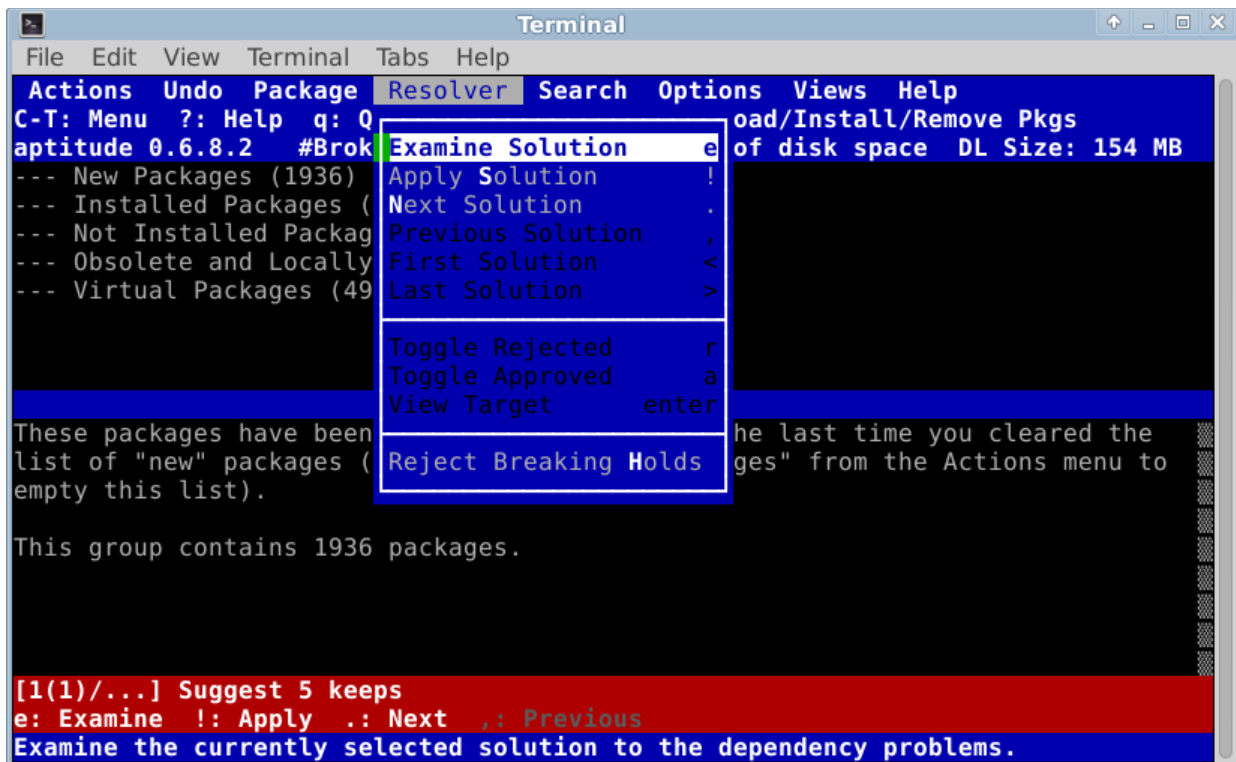 Terminal
File Edit View Terminal Tabs Help
Actions Undo Package Resolver Search Options Views Help
C-T: Menu ?: Help q: Q oad/Install/Remove Pkgs
aptitude 0.6.8.2 #Brok Examine Solution e of disk space DL Size: 154 MB
--- New Packages (1936) Apply Solution !
--- Installed Packages ( Next Solution .
--- Not Installed Packag Previous Solution ,
--- Obsolete and Locally First Solution <
--- Virtual Packages (49 Last Solution >
Toggle Rejected r
Toggle Approved a
View Target enter
These packages have been he last time you cleared the
list of "new" packages ( Reject Breaking Holds ges" from the Actions menu to
empty this list).
This group contains 1936 packages.
[1(1)/...] Suggest 5 keeps
e: Examine !: Apply .: Next ,: Previous
Examine the currently selected solution to the dependency problems.